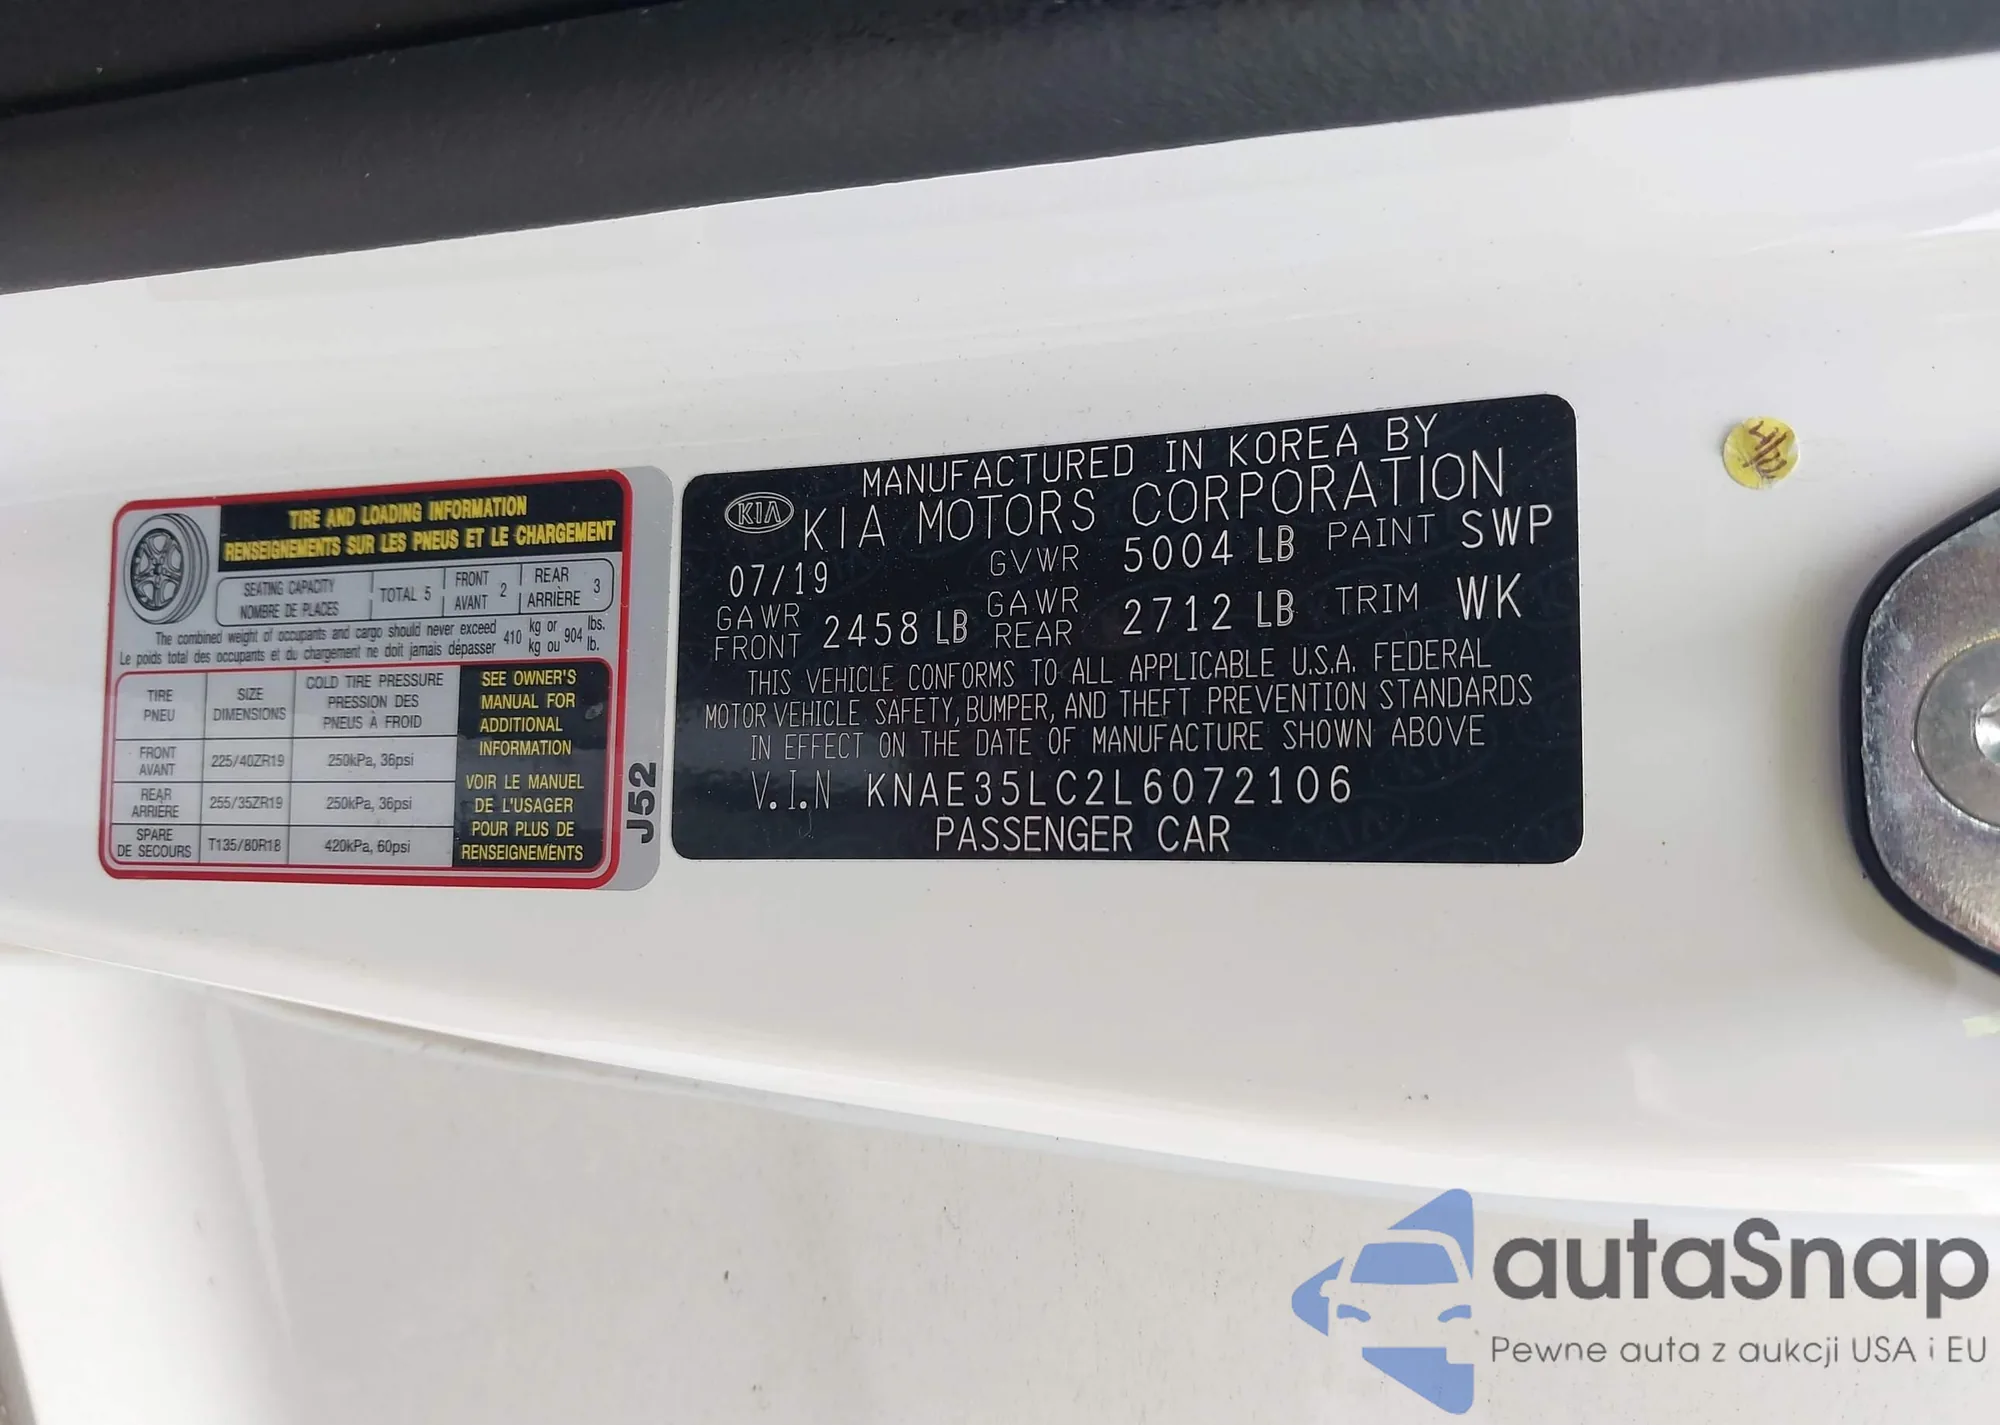 TIRE AND LOADING INFORMATION
RENSEIGNEMENTS SUR LES PNEUS ET LE CHARGEMENT
SEATING CAPACITY
NOMBRE DE PLACES
TOTAL 5
FRONT
AVANT 2
REAR
ARRIÈRE 3
The combined weight of occupants and cargo should never exceed 410 kg or 904 lbs.
Le poids total des occupants et du chargement ne doit jamais dépasser kg ou lb.
TIRE
PNEU
SIZE
DIMENSIONS
COLD TIRE PRESSURE
PRESSION DES
PNEUS À FROID
FRONT
AVANT
225/40ZR19
250kPa, 36psi
REAR
ARRIÈRE
255/35ZR19
250kPa, 36psi
SPARE
DE SECOURS
T135/80R18
420kPa, 60psi
SEE OWNER'S
MANUAL FOR
ADDITIONAL
INFORMATION
VOIR LE MANUEL
DE L'USAGER
POUR PLUS DE
RENSEIGNEMENTS
J52
KIA
MANUFACTURED IN KOREA BY
KIA MOTORS CORPORATION
07/19 GVWR 5004 LB PAINT SWP
GAWR FRONT 2458 LB GAWR REAR 2712 LB TRIM WK
THIS VEHICLE CONFORMS TO ALL APPLICABLE U.S.A. FEDERAL
MOTOR VEHICLE SAFETY, BUMPER, AND THEFT PREVENTION STANDARDS
IN EFFECT ON THE DATE OF MANUFACTURE SHOWN ABOVE
V.I.N KNAE35LC2L6072106
PASSENGER CAR
autaSnap
Pewne auta z aukcji USA i EU